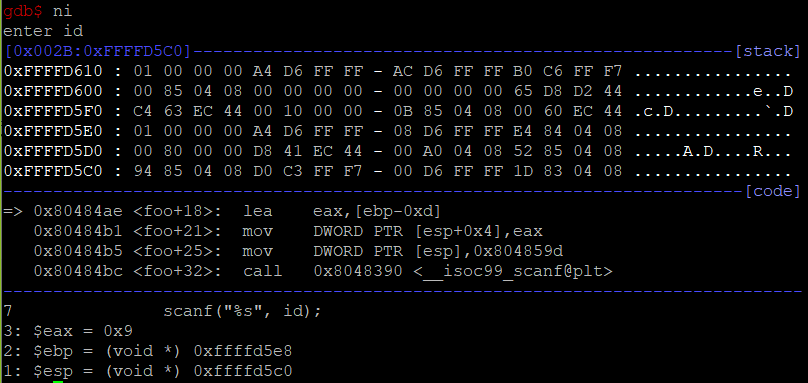 gdb$ ni
enter id
[0x002B:0xFFFFD5C0]------------------------------------------------------[stack]
0xFFFFD610 : 01 00 00 00 A4 D6 FF FF - AC D6 FF FF B0 C6 FF F7 ................
0xFFFFD600 : 00 85 04 08 00 00 00 00 - 00 00 00 00 65 D8 D2 44 ............e..D
0xFFFFD5F0 : C4 63 EC 44 00 10 00 00 - 0B 85 04 08 00 60 EC 44 .c.D.........`.D
0xFFFFD5E0 : 01 00 00 00 A4 D6 FF FF - 08 D6 FF FF E4 84 04 08 ................
0xFFFFD5D0 : 00 80 00 00 D8 41 EC 44 - 00 A0 04 08 52 85 04 08 .....A.D....R...
0xFFFFD5C0 : 94 85 04 08 D0 C3 FF F7 - 00 D6 FF FF 1D 83 04 08 ................
--------------------------------------------------------------------------[code]
=> 0x80484ae <foo+18>: lea eax,[ebp-0xd]
0x80484b1 <foo+21>: mov DWORD PTR [esp+0x4],eax
0x80484b5 <foo+25>: mov DWORD PTR [esp],0x804859d
0x80484bc <foo+32>: call 0x8048390 <__isoc99_scanf@plt>
--------------------------------------------------------------------------------
7 scanf("%s", id);
3: $eax = 0x9
2: $ebp = (void *) 0xffffd5e8
1: $esp = (void *) 0xffffd5c0